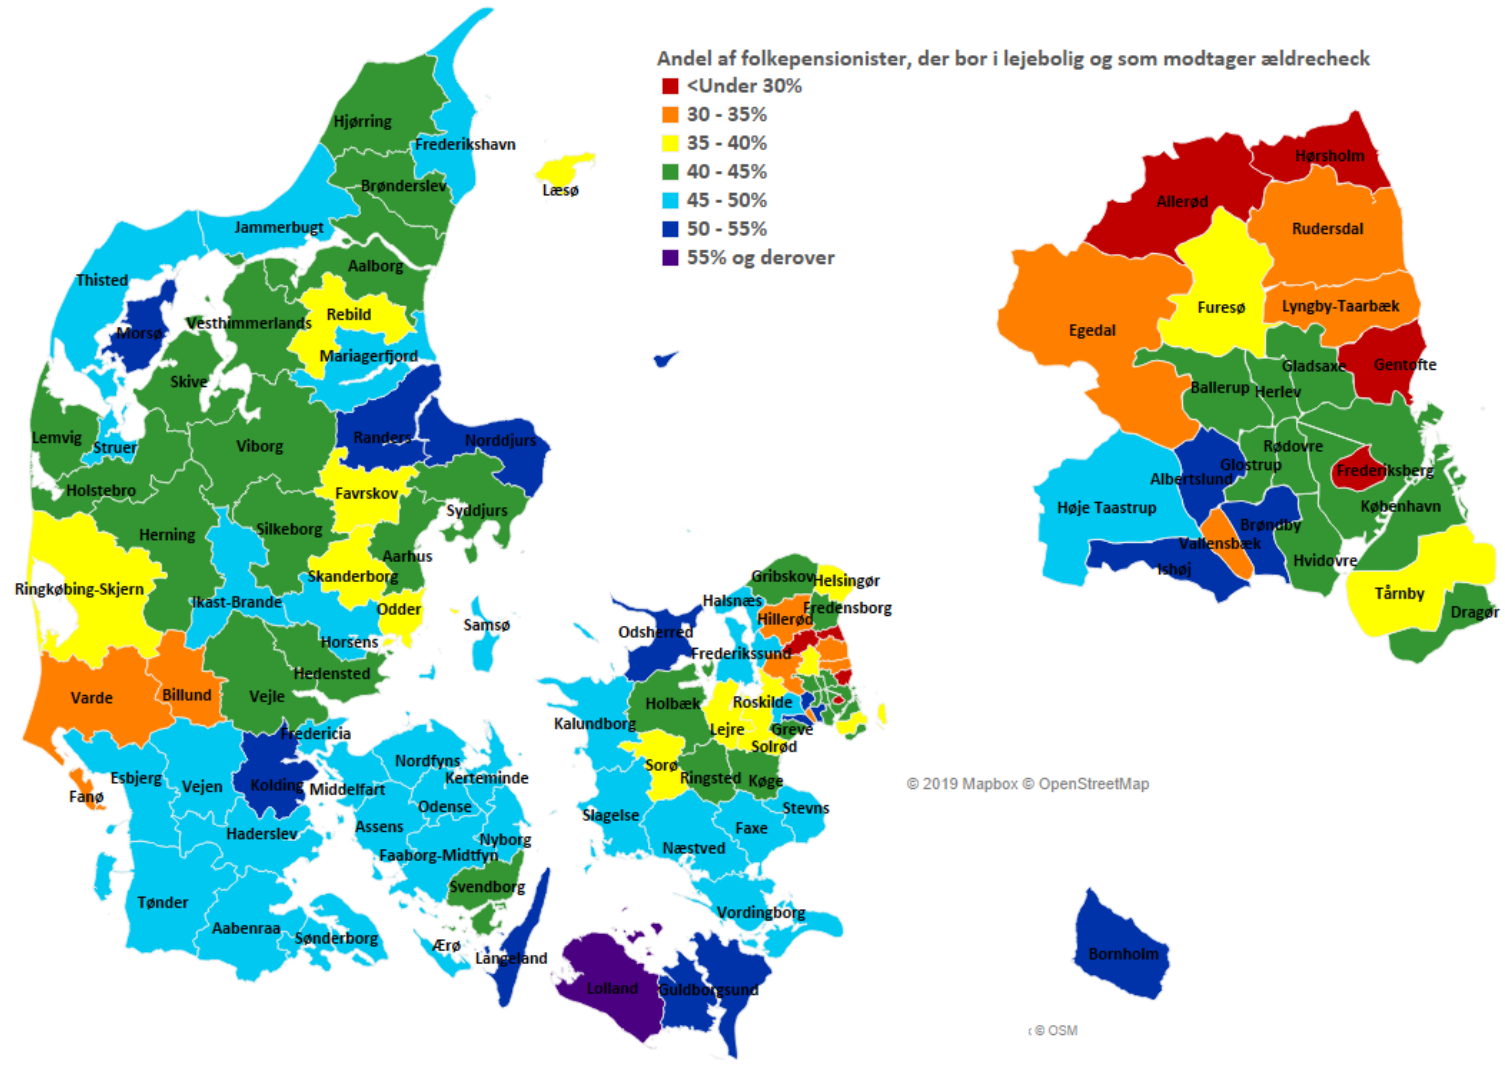 Andel af folkepensionister, der bor i lejebolig og som modtager ældrecheck
<Under 30%
30 - 35%
35 - 40%
40 - 45%
45 - 50%
50 - 55%
55% og derover
Hjørring
Frederikshavn
Læsø
Brønderslev
Jammerbugt
Aalborg
Thisted
Rebild
Vesthimmerlands
Morsø
Mariagerfjord
Skive
Lemvig
Struer
Viborg
Randers
Norddjurs
Holstebro
Favrskov
Syddjurs
Herning
Silkeborg
Aarhus
Skanderborg
Ringkøbing-Skjern
Ikast-Brande
Odder
Samsø
Horsens
Hedensted
Varde
Billund
Vejle
Fredericia
Esbjerg
Vejen
Kolding
Middelfart
Fanø
Nordfyns
Kerteminde
Odense
Assens
Haderslev
Nyborg
Faaborg-Midtfyn
Svendborg
Tønder
Aabenraa
Sønderborg
Ærø
Langeland
Gribskov
Helsingør
Halsnæs
Fredensborg
Hillerød
Odsherred
Frederikssund
Holbæk
Roskilde
Kalundborg
Lejre
Greve
Solrød
Sorø
Ringsted
Køge
Slagelse
Stevns
Faxe
Næstved
Vordingborg
Lolland
Guldborgsund
Hørsholm
Allerød
Rudersdal
Furesø
Lyngby-Taarbæk
Egedal
Gladsaxe
Gentofte
Ballerup
Herlev
Rødovre
Glostrup
Frederiksberg
Albertslund
Høje Taastrup
København
Brøndby
Vallensbæk
Hvidovre
Ishøj
Tårnby
Dragør
© 2019 Mapbox © OpenStreetMap
Bornholm
© OSM